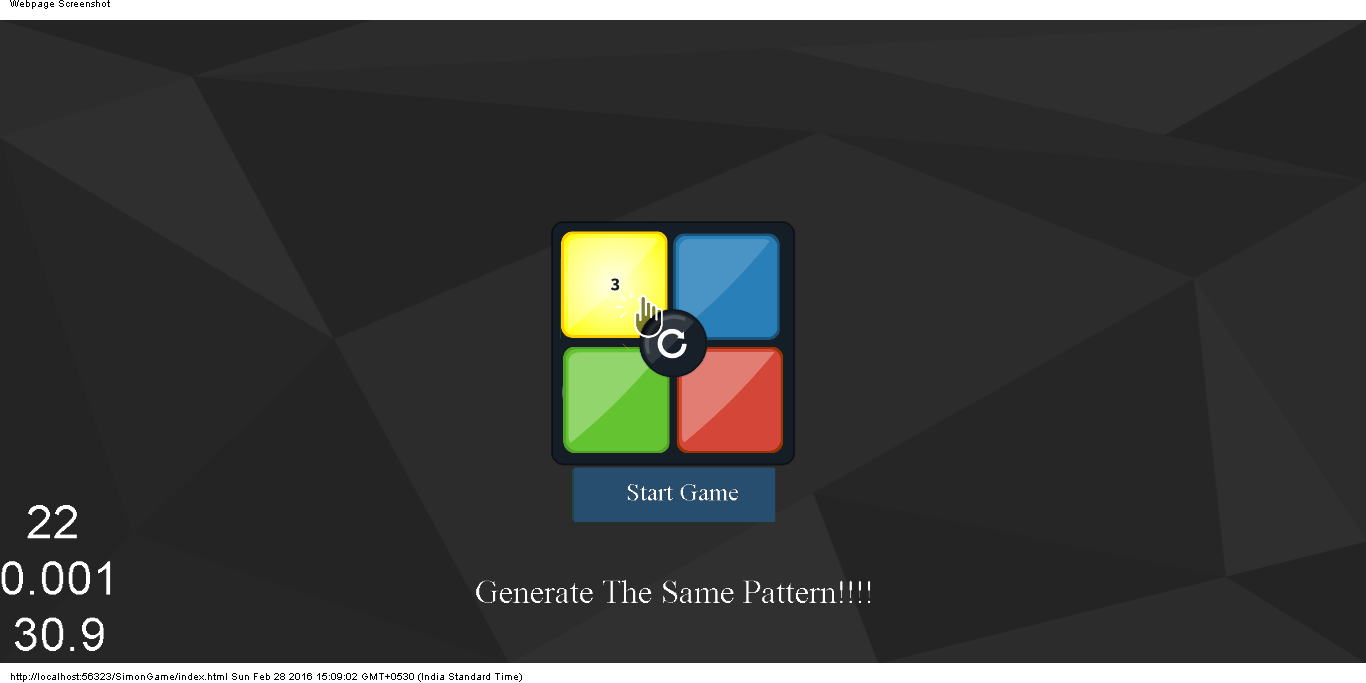 Webpage Screenshot
3
Start Game
22
0.001
30.9
Generate The Same Pattern!!!!
http://localhost:56323/SimonGame/index.html Sun Feb 28 2016 15:09:02 GMT+0530 (India Standard Time)